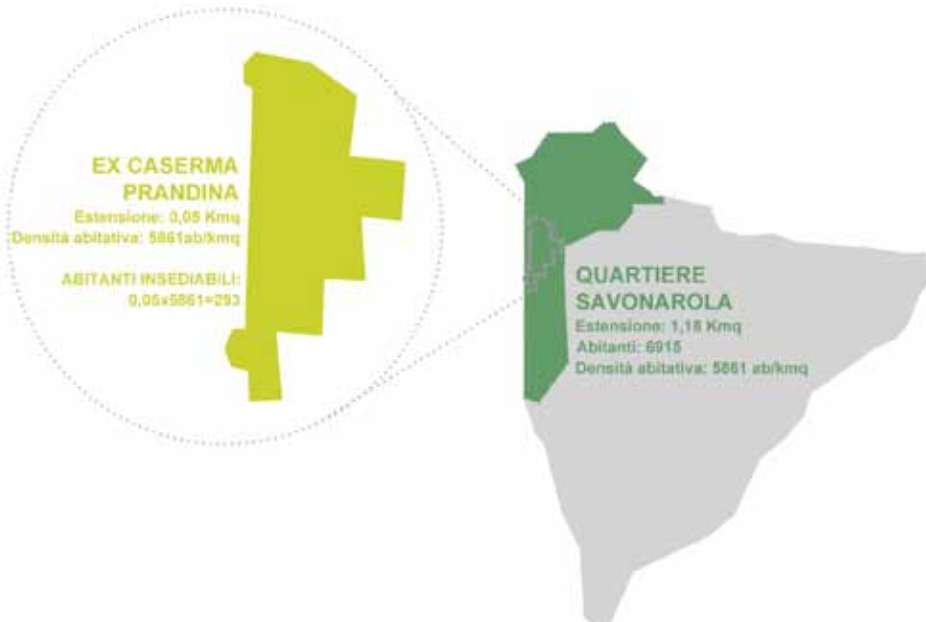 EX CASERMA
PRANDINA
Estensione: 0,05 Kmq
Densità abitativa: 5861ab/kmq
ABITANTI INSEDIABILI:
0,05x5861=293
QUARTIERE
SAVONAROLA
Estensione: 1,18 Kmq
Abitanti: 6915
Densità abitativa: 5861 ab/kmq